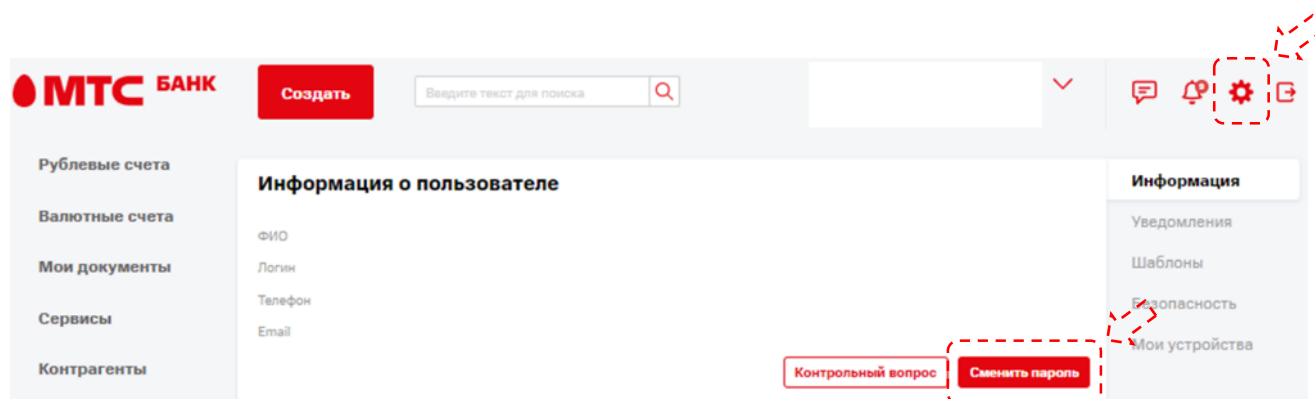 МТС БАНК
Создать
Введите текст для поиска
Рублевые счета
Валютные счета
Мои документы
Сервисы
Контрагенты
Информация о пользователе
ФИО
Логин
Телефон
Email
Контрольный вопрос
Сменить пароль
Информация
Уведомления
Шаблоны
Безопасность
Мои устройства